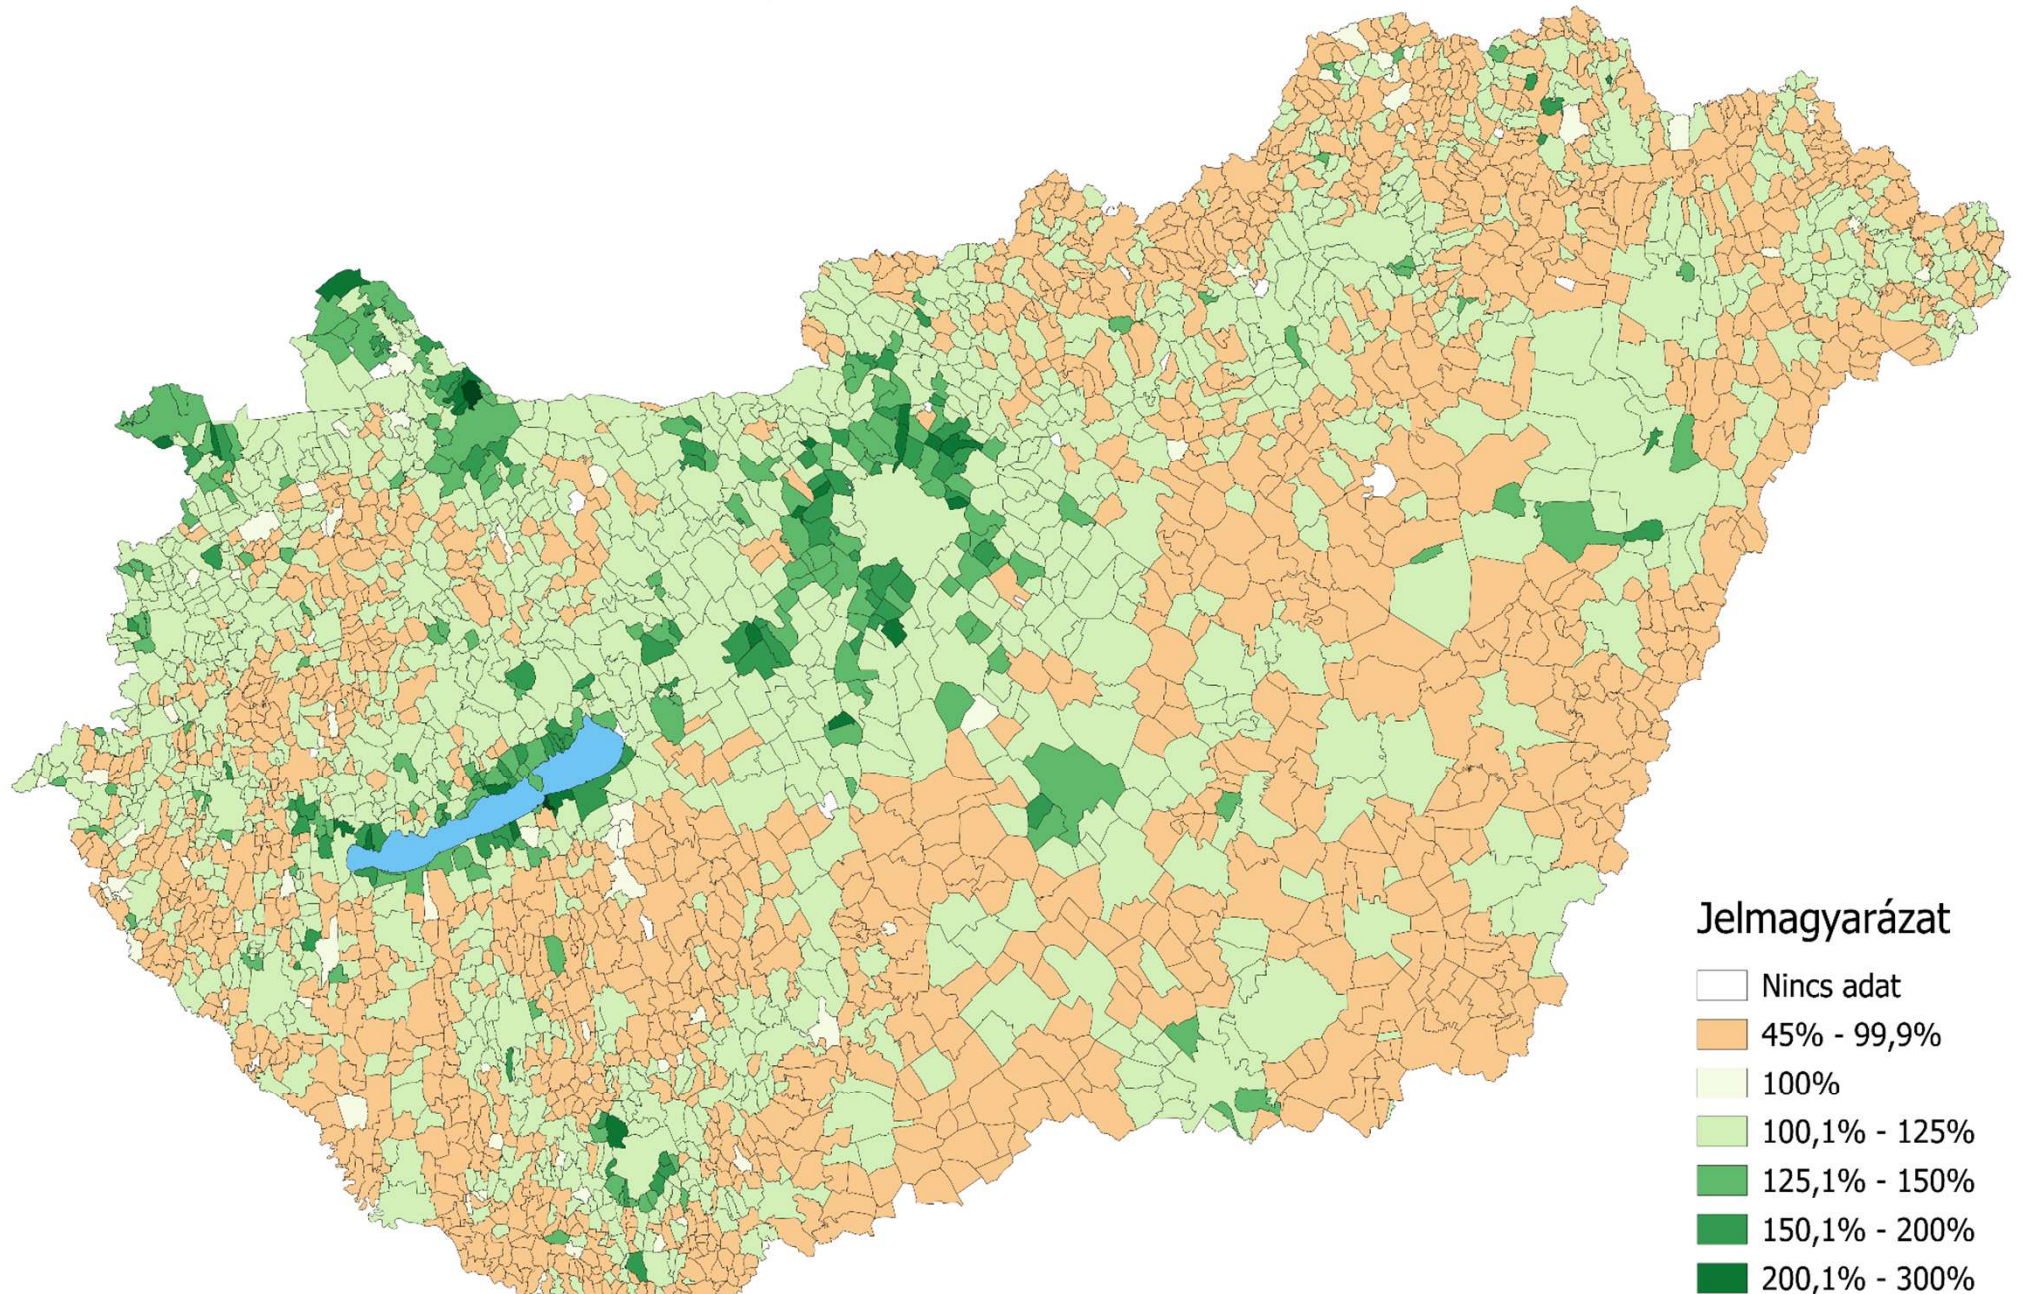 Jelmagyarázat
Nincs adat
45% - 99,9%
100%
100,1% - 125%
125,1% - 150%
150,1% - 200%
200,1% - 300%